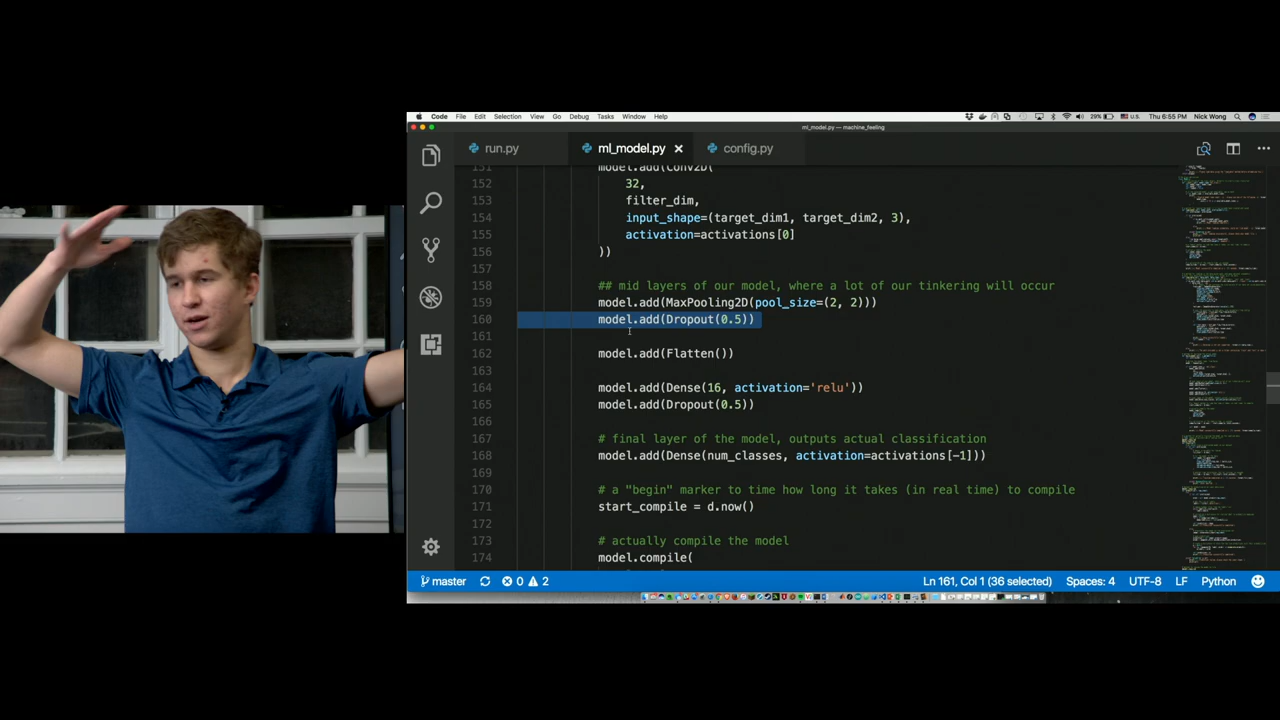 Code File Edit Selection View Go Debug Tasks Window Help 29% U.S. Thu 6:55 PM Nick Wong
ml_model.py — machine_feeling
run.py ml_model.py config.py
151 model.add(Conv2D(
152 32,
153 filter_dim,
154 input_shape=(target_dim1, target_dim2, 3),
155 activation=activations[0]
156 ))
157
158 ## mid layers of our model, where a lot of our tinkering will occur
159 model.add(MaxPooling2D(pool_size=(2, 2)))
160 model.add(Dropout(0.5))
161
162 model.add(Flatten())
163
164 model.add(Dense(16, activation='relu'))
165 model.add(Dropout(0.5))
166
167 # final layer of the model, outputs actual classification
168 model.add(Dense(num_classes, activation=activations[-1]))
169
170 # a "begin" marker to time how long it takes (in real time) to compile
171 start_compile = d.now()
172
173 # actually compile the model
174 model.compile(
master 0 2 Ln 161, Col 1 (36 selected) Spaces: 4 UTF-8 LF Python